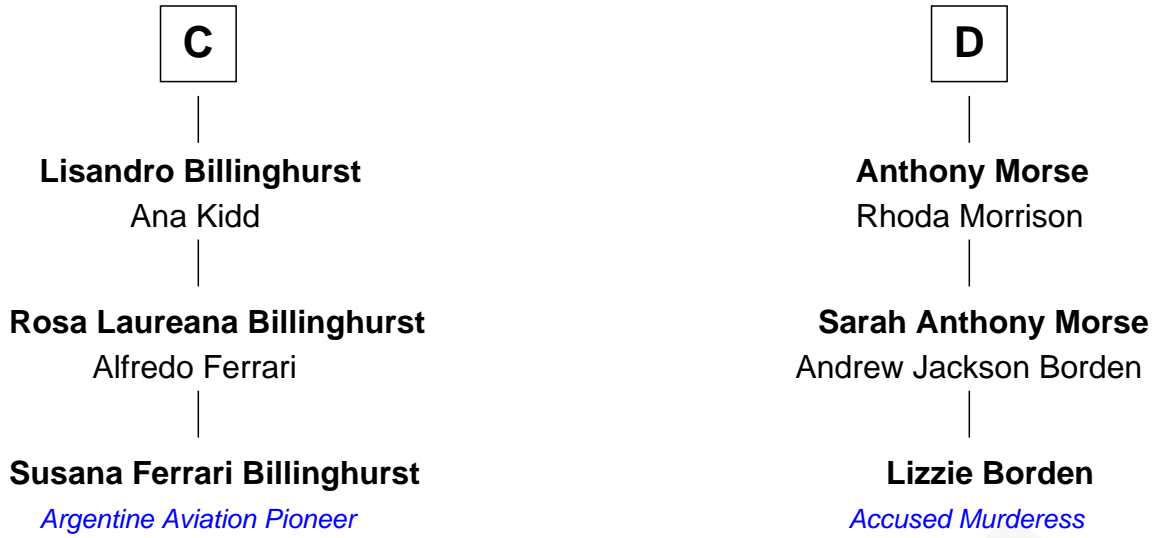 C
Lisandro Billinghurst
Ana Kidd
Rosa Laureana Billinghurst
Alfredo Ferrari
Susana Ferrari Billinghurst
Argentine Aviation Pioneer
D
Anthony Morse
Rhoda Morrison
Sarah Anthony Morse
Andrew Jackson Borden
Lizzie Borden
Accused Murderess